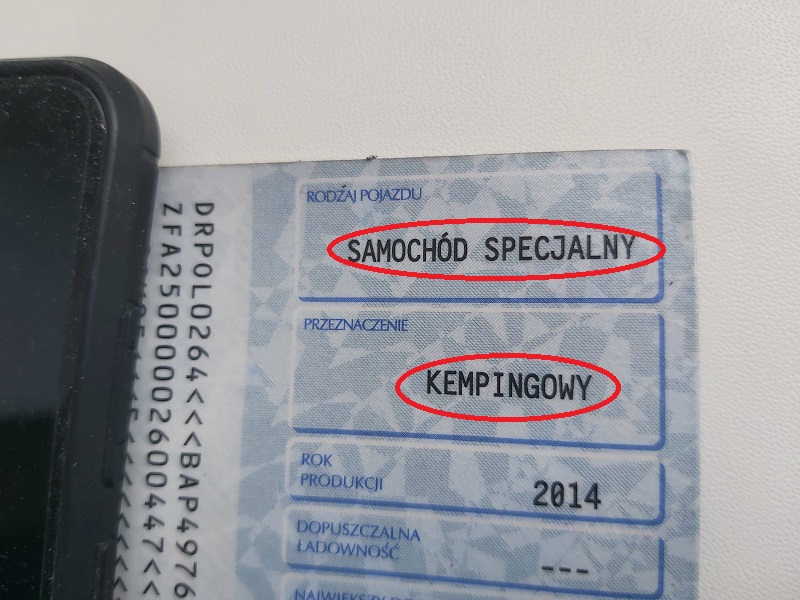 RODZAJ POJAZDU
SAMOCHÓD SPECJALNY
PRZEZNACZENIE
KEMPINGOWY
ROK
PRODUKCJI
2014
DOPUSZCZALNA
ŁADOWNOŚĆ
---
DRPOL0264<<<BAP4976
ZFA25000002600447<<